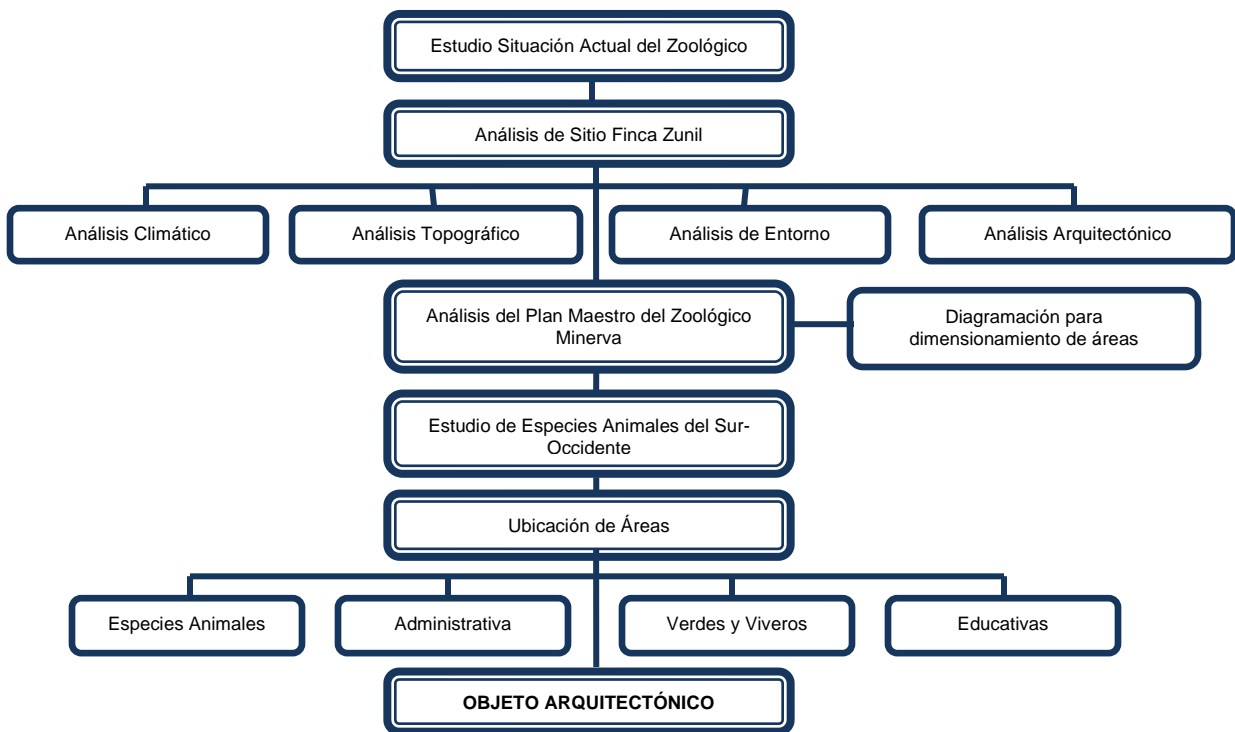 Estudio Situación Actual del Zoológico
Análisis de Sitio Finca Zunil
Análisis Climático
Análisis Topográfico
Análisis de Entorno
Análisis Arquitectónico
Análisis del Plan Maestro del Zoológico
Minerva
Diagramación para
dimensionamiento de áreas
Estudio de Especies Animales del Sur-
Occidente
Ubicación de Áreas
Especies Animales
Administrativa
Verdes y Viveros
Educativas
OBJETO ARQUITECTÓNICO